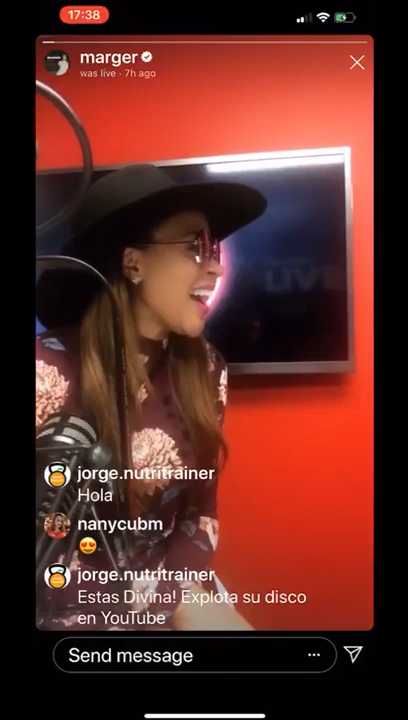 17:38
marger
was live · 7h ago
LIVE
jorge.nutritrainer
Hola
nanycubm
😍
jorge.nutritrainer
Estas Divina! Explota su disco
en YouTube
Send message